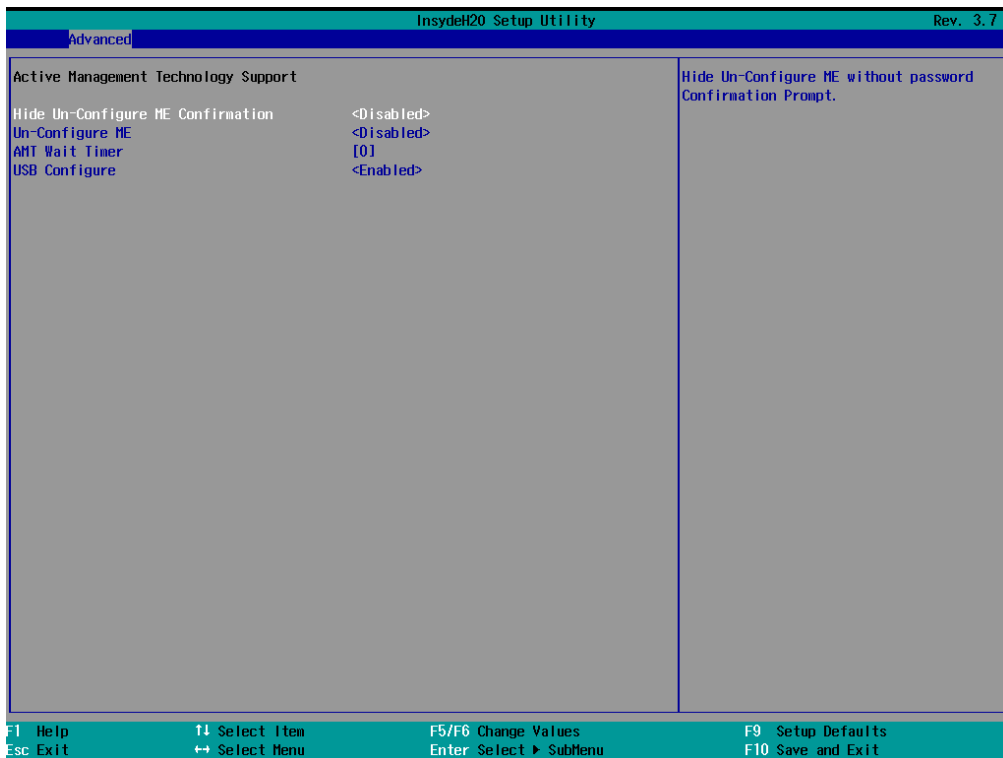 InsydeH20 Setup Utility Rev. 3.7
Advanced
Active Management Technology Support
Hide Un-Configure ME without password
Confirmation Prompt.
Hide Un-Configure ME Confirmation <Disabled>
Un-Configure ME <Disabled>
AMT Wait Timer [0]
USB Configure <Enabled>
F1 Help ↑↓ Select Item F5/F6 Change Values F9 Setup Defaults
Esc Exit ↔ Select Menu Enter Select ▶ SubMenu F10 Save and Exit